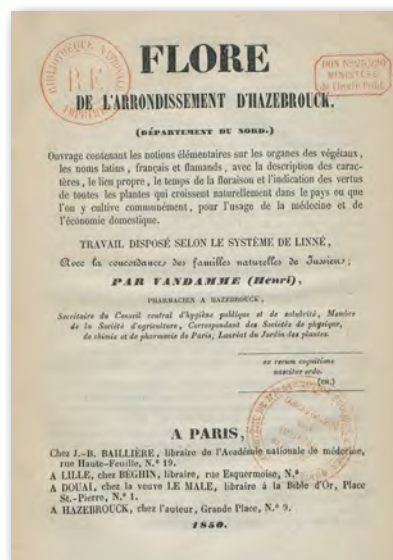 FLORE
DE L'ARRONDISSEMENT D'HAZEBROUCK.
(DÉPARTEMENT DU NORD.)
Ouvrage contenant les notions élémentaires sur les organes des végétaux,
les noms latins, français et flamands, avec la description des carac-
tères, le lieu propre, le temps de la floraison et l'indication des vertus
de toutes les plantes qui croissent naturellement dans le pays ou que
l'on y cultive communément, pour l'usage de la médecine et de
l'économie domestique.
TRAVAIL DISPOSÉ SELON LE SYSTÈME DE LINNÉ,
Avec la concordance des familles naturelles de Jussieu;
PAR VANDAMME (Henri),
PHARMACIEN A HAZEBROUCK,
Secrétaire du Conseil central d'hygiène publique et de salubrité, Membre
de la Société d'agriculture, Correspondant des Sociétés de physique,
de chimie et de pharmacie de Paris, Lauréat du Jardin des plantes.
ex rerum cognitione
nascitur ordo.
A PARIS,
Chez J.-B. BAILLIÈRE, libraire de l'Académie nationale de médecine,
rue Haute-Feuille, N.° 19.
A LILLE, chez BÉGHIN, libraire, rue Esquermoise, N.°
A DOUAI, chez la veuve LE MALE, libraire à la Bible d'Or, Place
St.-Pierre, N.° 1.
A HAZEBROUCK, chez l'auteur, Grande Place, N.° 9.
1850.
BIBLIOTHÈQUE NATIONALE
R.F.
IMPRIMÉS
MINISTÈRE